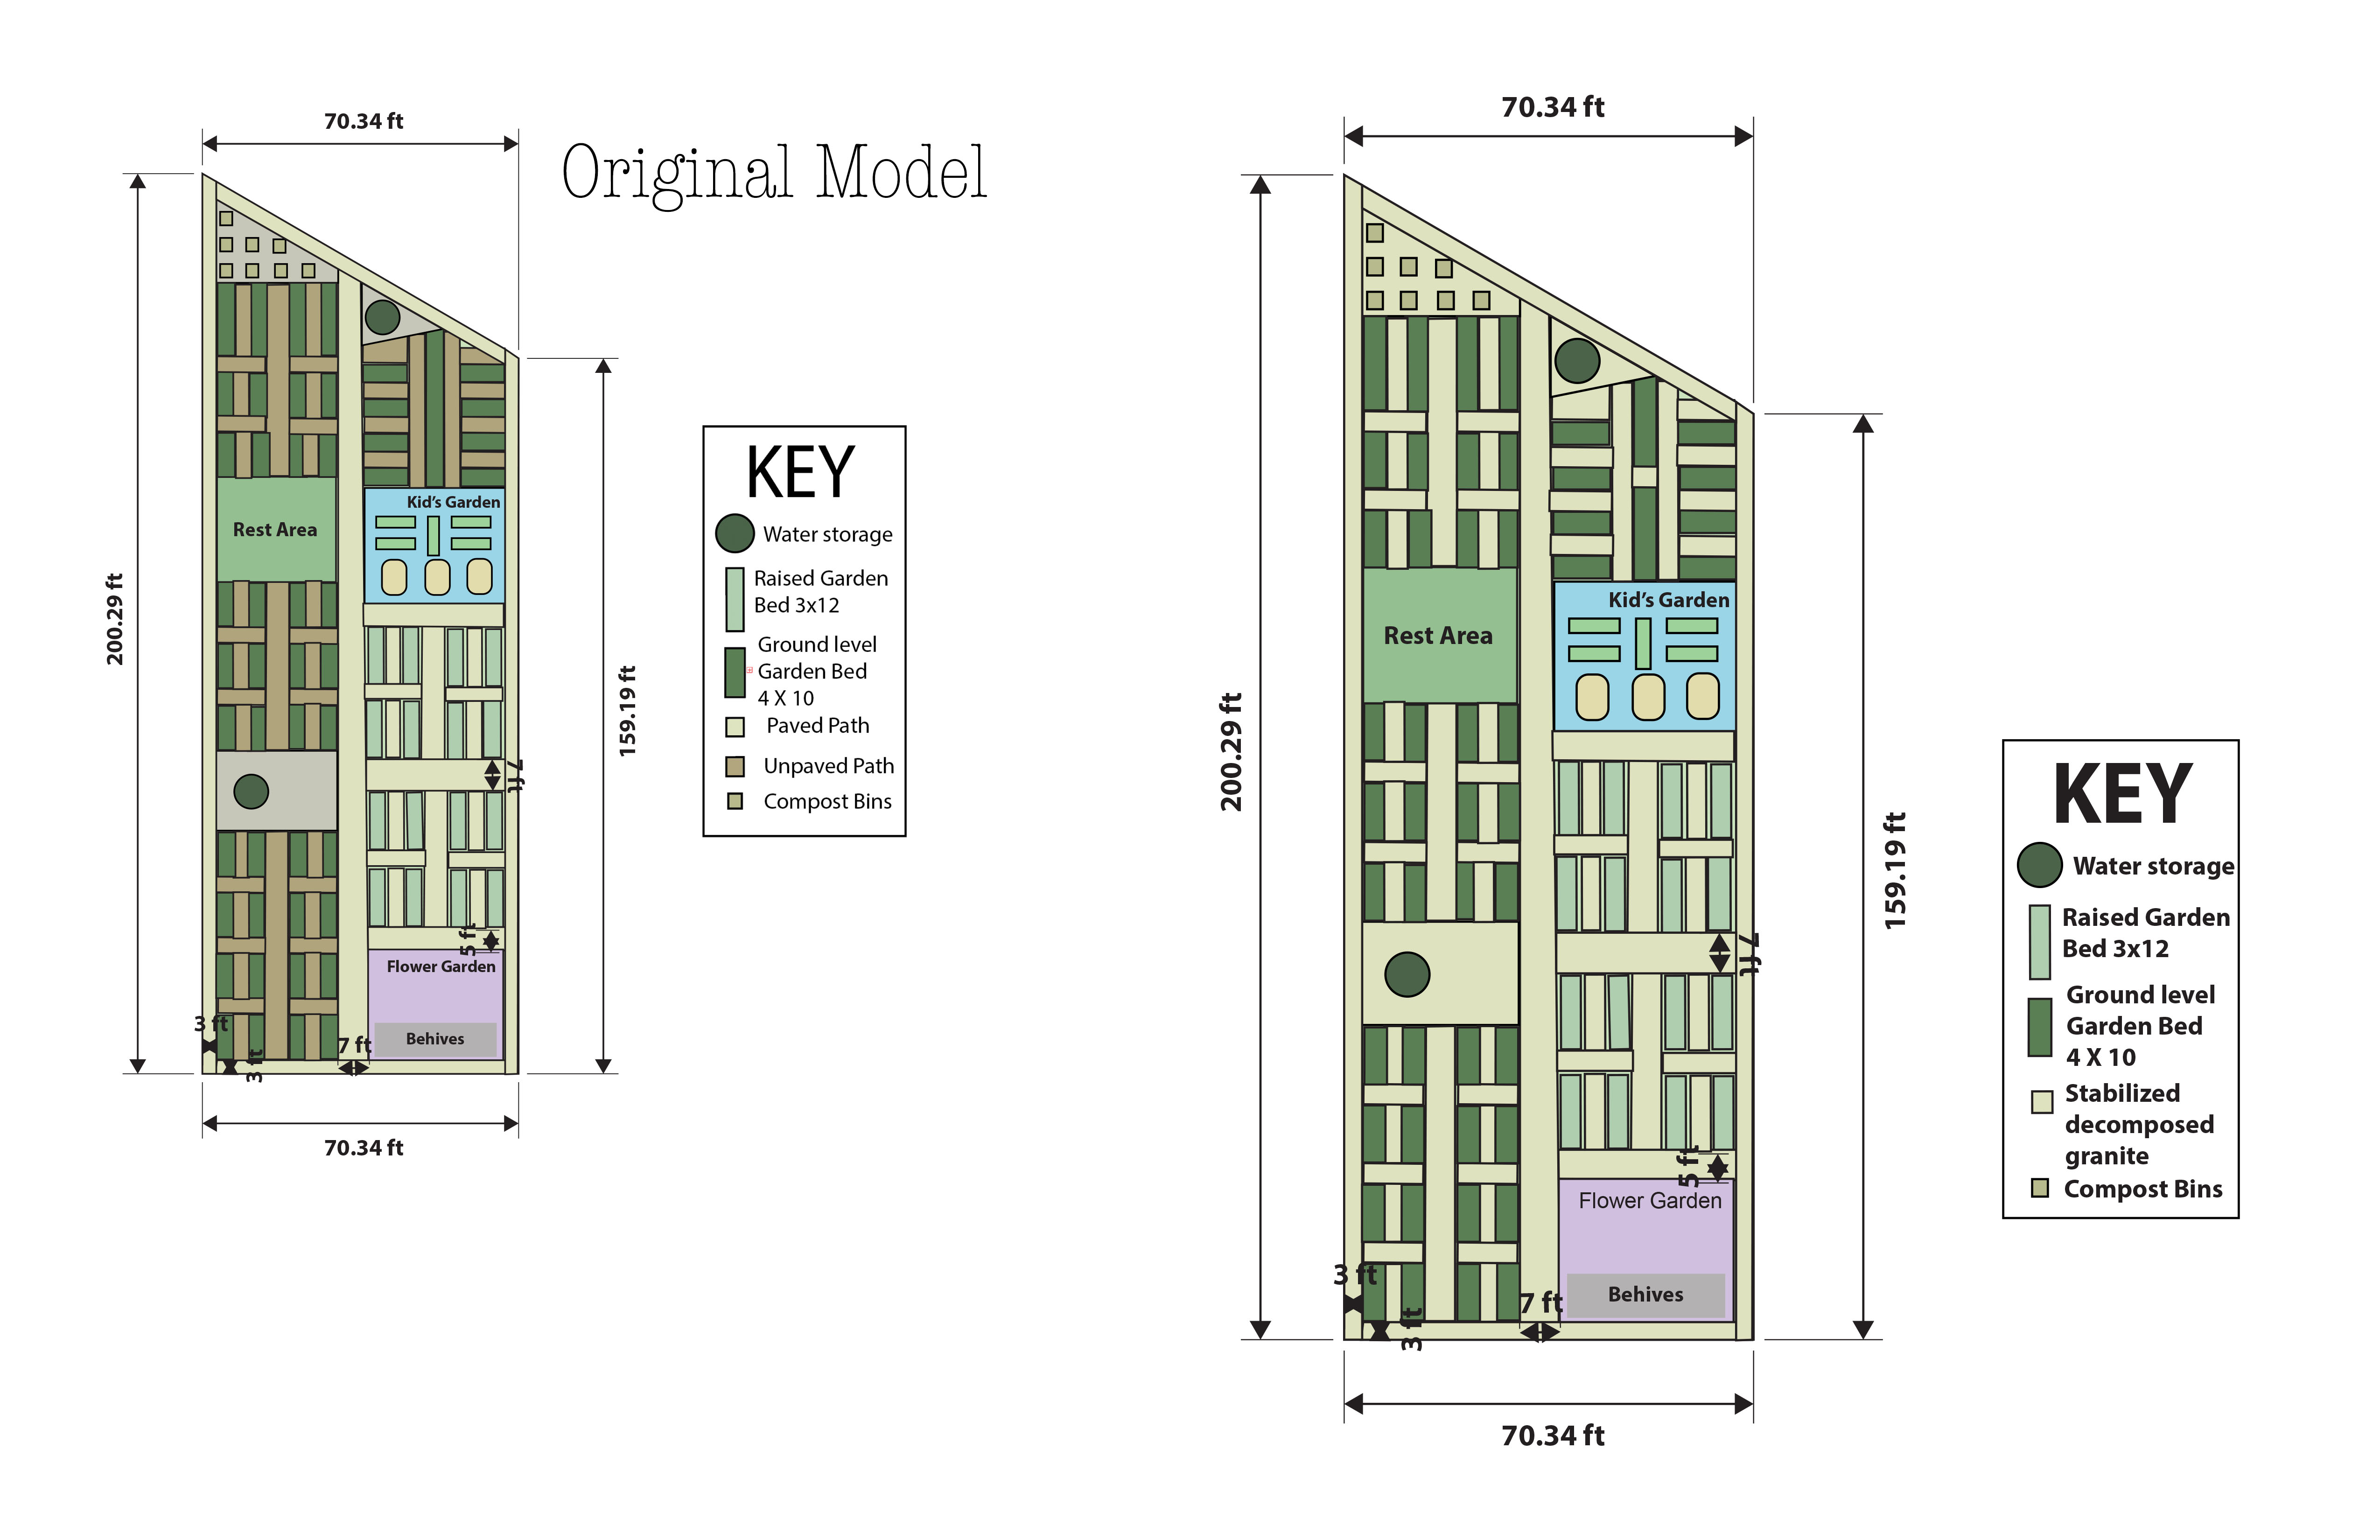 70.34 ft
Original Model
200.29 ft
159.19 ft
Rest Area
Kid's Garden
7 ft
5 ft
Flower Garden
Behives
3 ft
3 ft
7 ft
70.34 ft
KEY
Water storage
Raised Garden
Bed 3x12
Ground level
Garden Bed
4 X 10
Paved Path
Unpaved Path
Compost Bins
70.34 ft
200.29 ft
159.19 ft
Rest Area
Kid's Garden
7 ft
5 ft
Flower Garden
Behives
3 ft
3 ft
7 ft
70.34 ft
KEY
Water storage
Raised Garden
Bed 3x12
Ground level
Garden Bed
4 X 10
Stabilized
decomposed
granite
Compost Bins